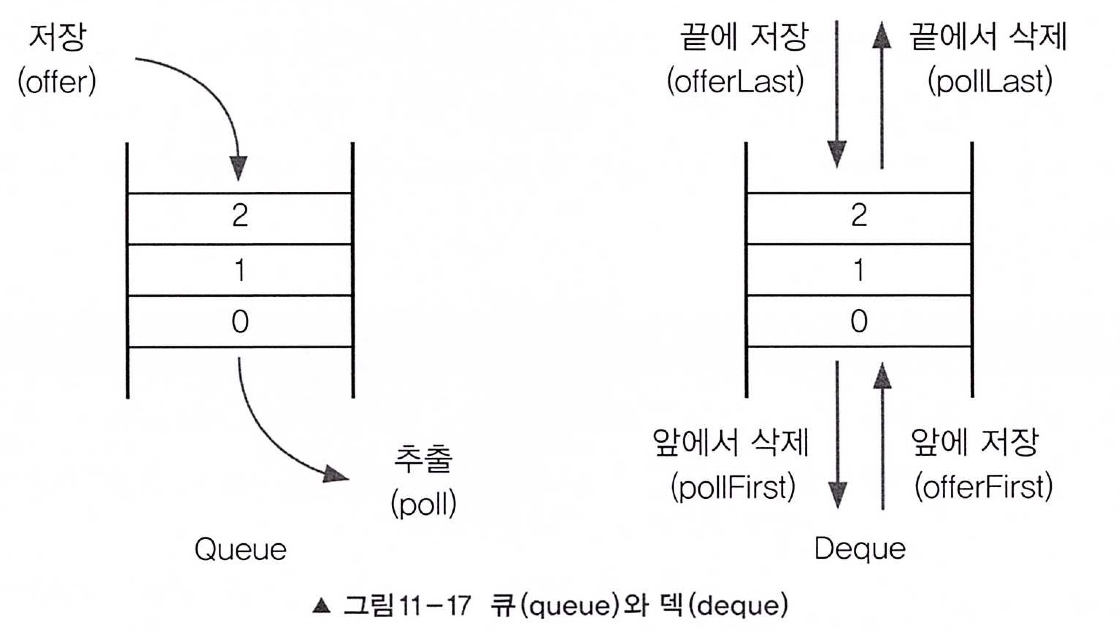 저장
(offer)
2
1
0
추출
(poll)
Queue
끝에 저장
(offerLast)
끝에서 삭제
(pollLast)
2
1
0
앞에서 삭제
(pollFirst)
앞에 저장
(offerFirst)
Deque
▲ 그림11-17 큐(queue)와 덱(deque)